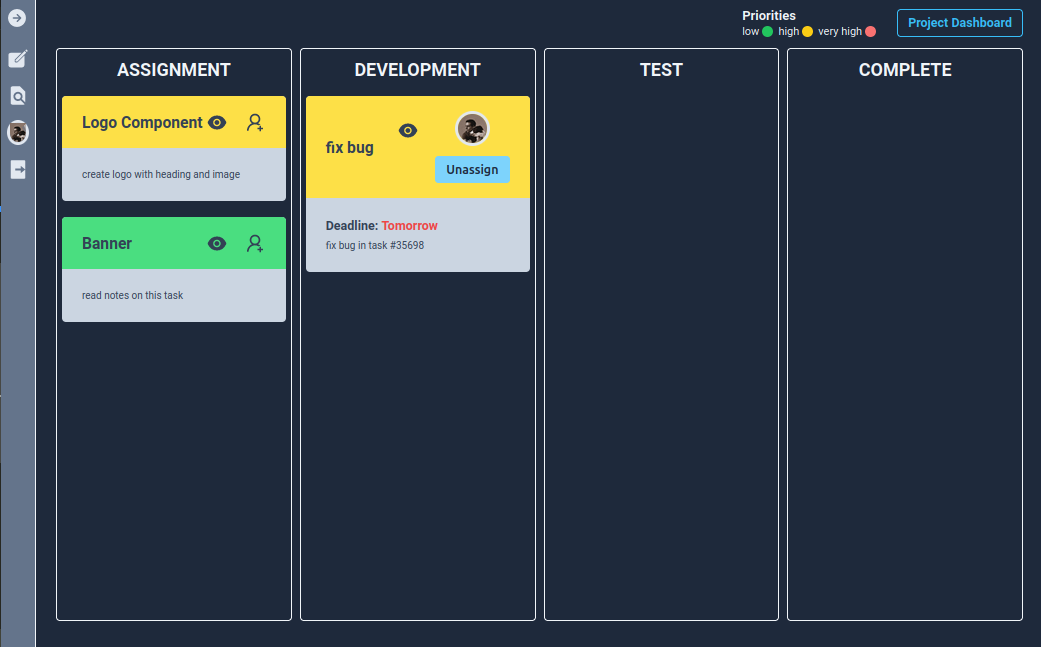 Priorities
low high very high
Project Dashboard
ASSIGNMENT
Logo Component
create logo with heading and image
Banner
read notes on this task
DEVELOPMENT
fix bug
Unassign
Deadline: Tomorrow
fix bug in task #35698
TEST
COMPLETE